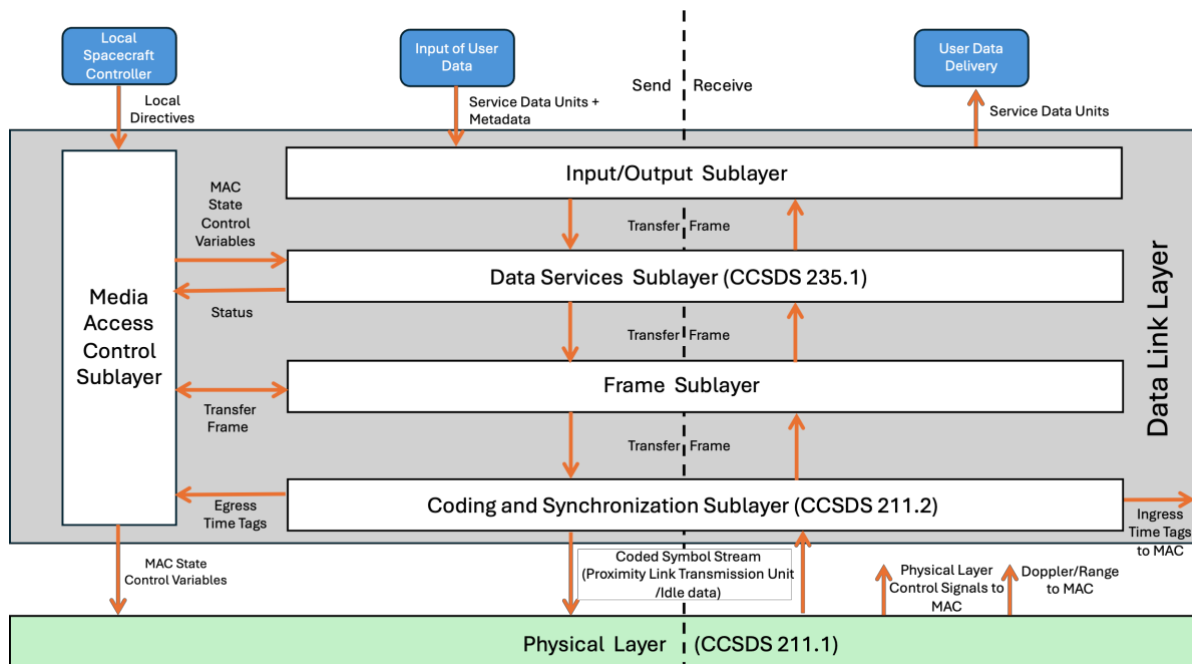 Local
Spacecraft
Controller
Input of User
Data
User Data
Delivery
Send
Receive
Local
Directives
Service Data Units +
Metadata
Service Data Units
Input/Output Sublayer
MAC
State
Control
Variables
Transfer Frame
Data Services Sublayer (CCSDS 235.1)
Media
Access
Control
Sublayer
Status
Transfer Frame
Frame Sublayer
Transfer
Frame
Transfer Frame
Coding and Synchronization Sublayer (CCSDS 211.2)
Egress
Time Tags
Ingress
Time Tags
to MAC
Data Link Layer
MAC State
Control Variables
Coded Symbol Stream
(Proximity Link Transmission Unit
/Idle data)
Physical Layer
Control Signals to
MAC
Doppler/Range
to MAC
Physical Layer (CCSDS 211.1)